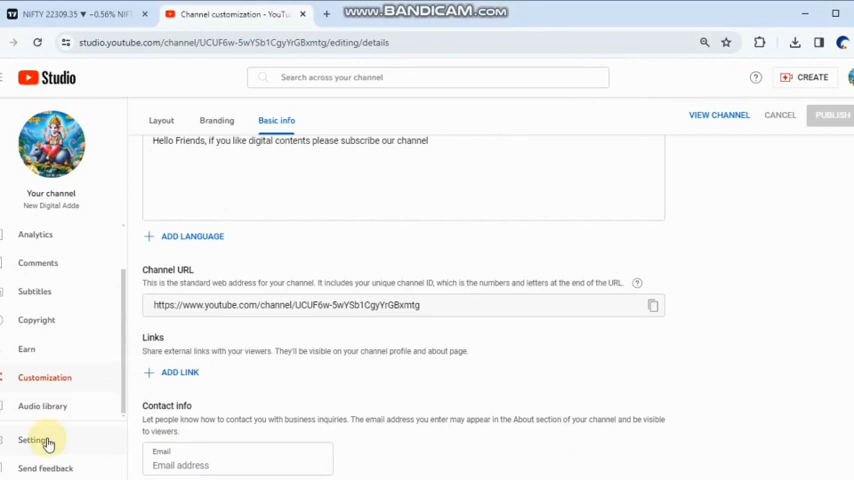 NIFTY 22309.35 ▼ −0.56% NIFT
Channel customization - YouTu
WWW.BANDICAM.COM
studio.youtube.com/channel/UCUF6w-5wYSb1CgyYrGBxmtg/editing/details
Studio
Search across your channel
CREATE
Layout
Branding
Basic info
VIEW CHANNEL
CANCEL
PUBLISH
Hello Friends, if you like digital contents please subscribe our channel
Your channel
New Digital Adda
Analytics
ADD LANGUAGE
Comments
Channel URL
This is the standard web address for your channel. It includes your unique channel ID, which is the numbers and letters at the end of the URL.
Subtitles
https://www.youtube.com/channel/UCUF6w-5wYSb1CgyYrGBxmtg
Copyright
Links
Earn
Share external links with your viewers. They'll be visible on your channel profile and about page.
Customization
ADD LINK
Audio library
Contact info
Let people know how to contact you with business inquiries. The email address you enter may appear in the About section of your channel and be visible
to viewers.
Setting
Email
Email address
Send feedback